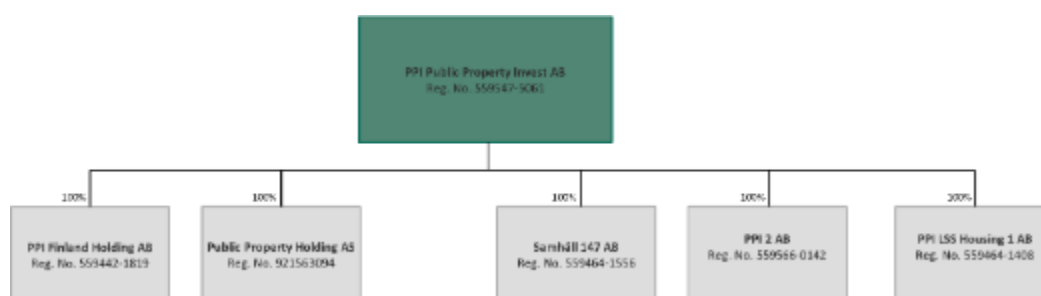 PPI Public Property Invest AB
Reg. No. 559547-5061
100%
100%
100%
100%
100%
PPI Finland Holding AB
Reg. No. 559442-1819
Public Property Holding AS
Reg. No. 921563094
Samhäll 147 AB
Reg. No. 559464-1556
PPI 2 AB
Reg. No. 559566-0142
PPI LSS Housing 1 AB
Reg. No. 559464-1408